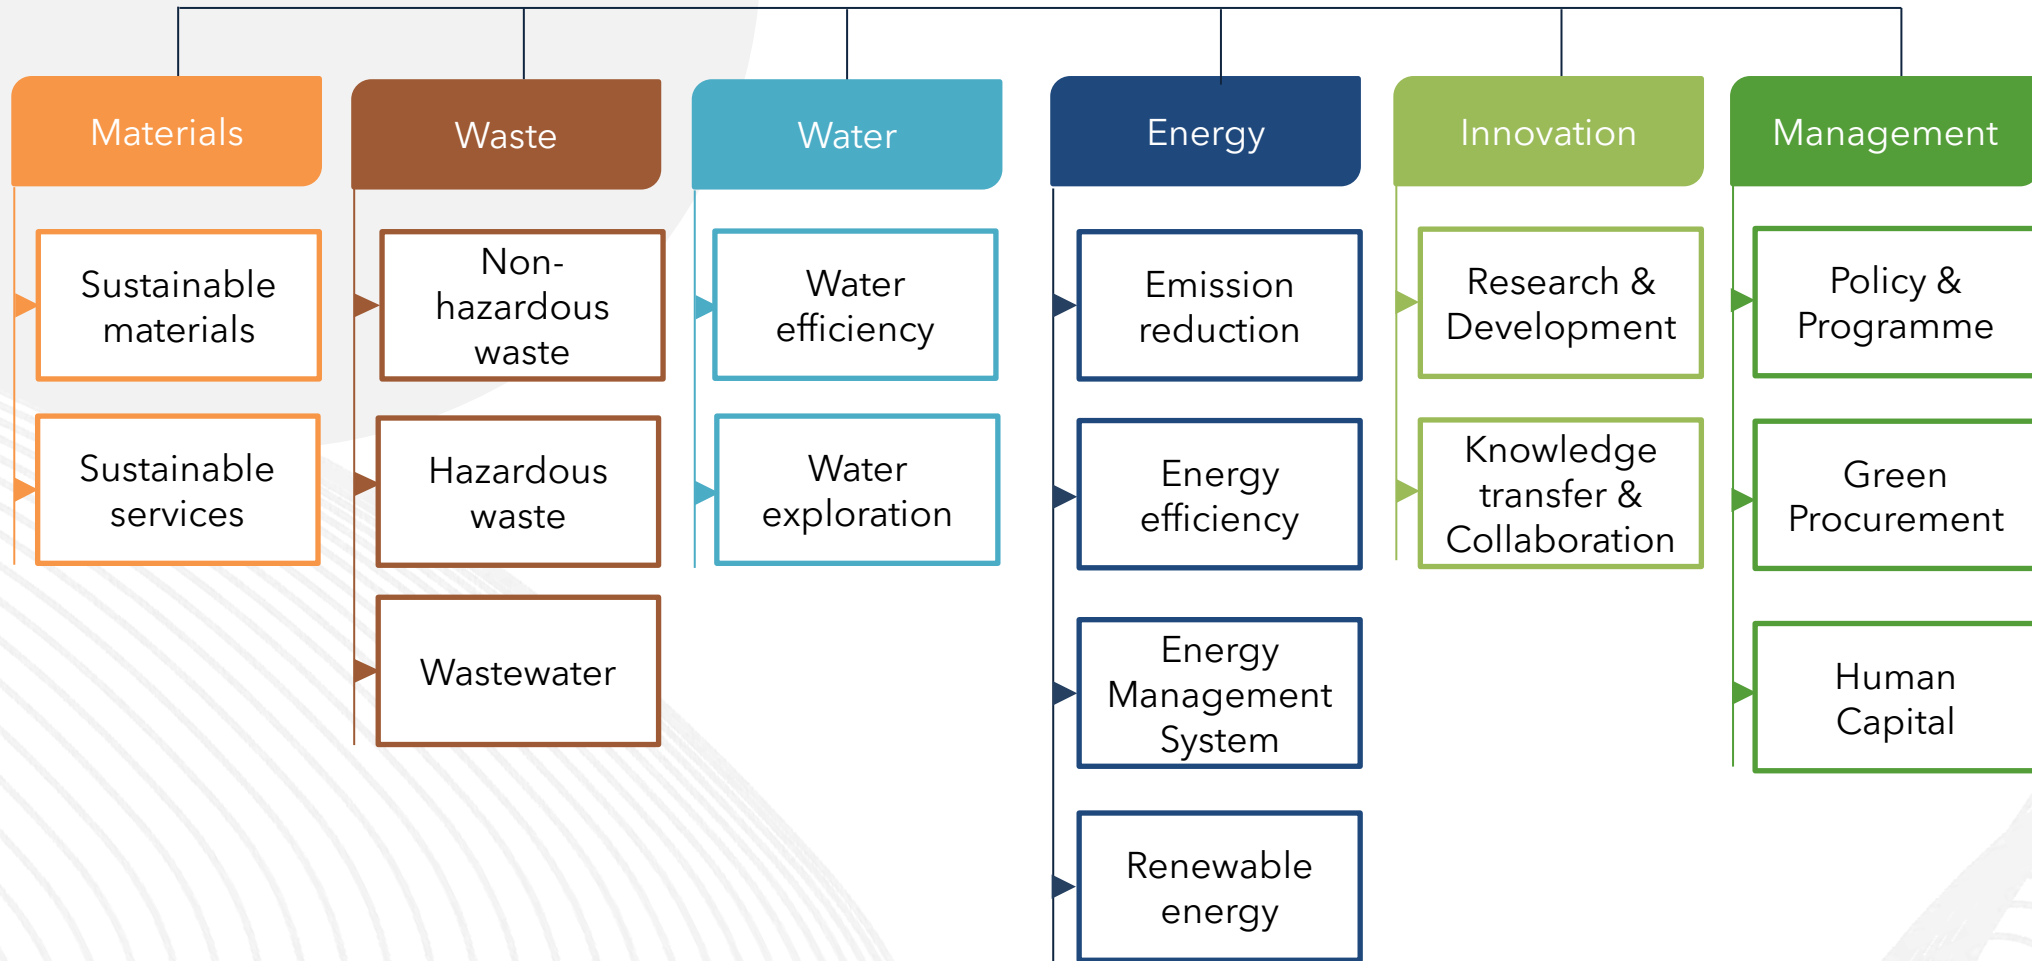 Materials
Waste
Water
Energy
Innovation
Management
Sustainable
materials
Sustainable
services
Non-
hazardous
waste
Hazardous
waste
Wastewater
Water
efficiency
Water
exploration
Emission
reduction
Energy
efficiency
Energy
Management
System
Renewable
energy
Research &
Development
Knowledge
transfer &
Collaboration
Policy &
Programme
Green
Procurement
Human
Capital